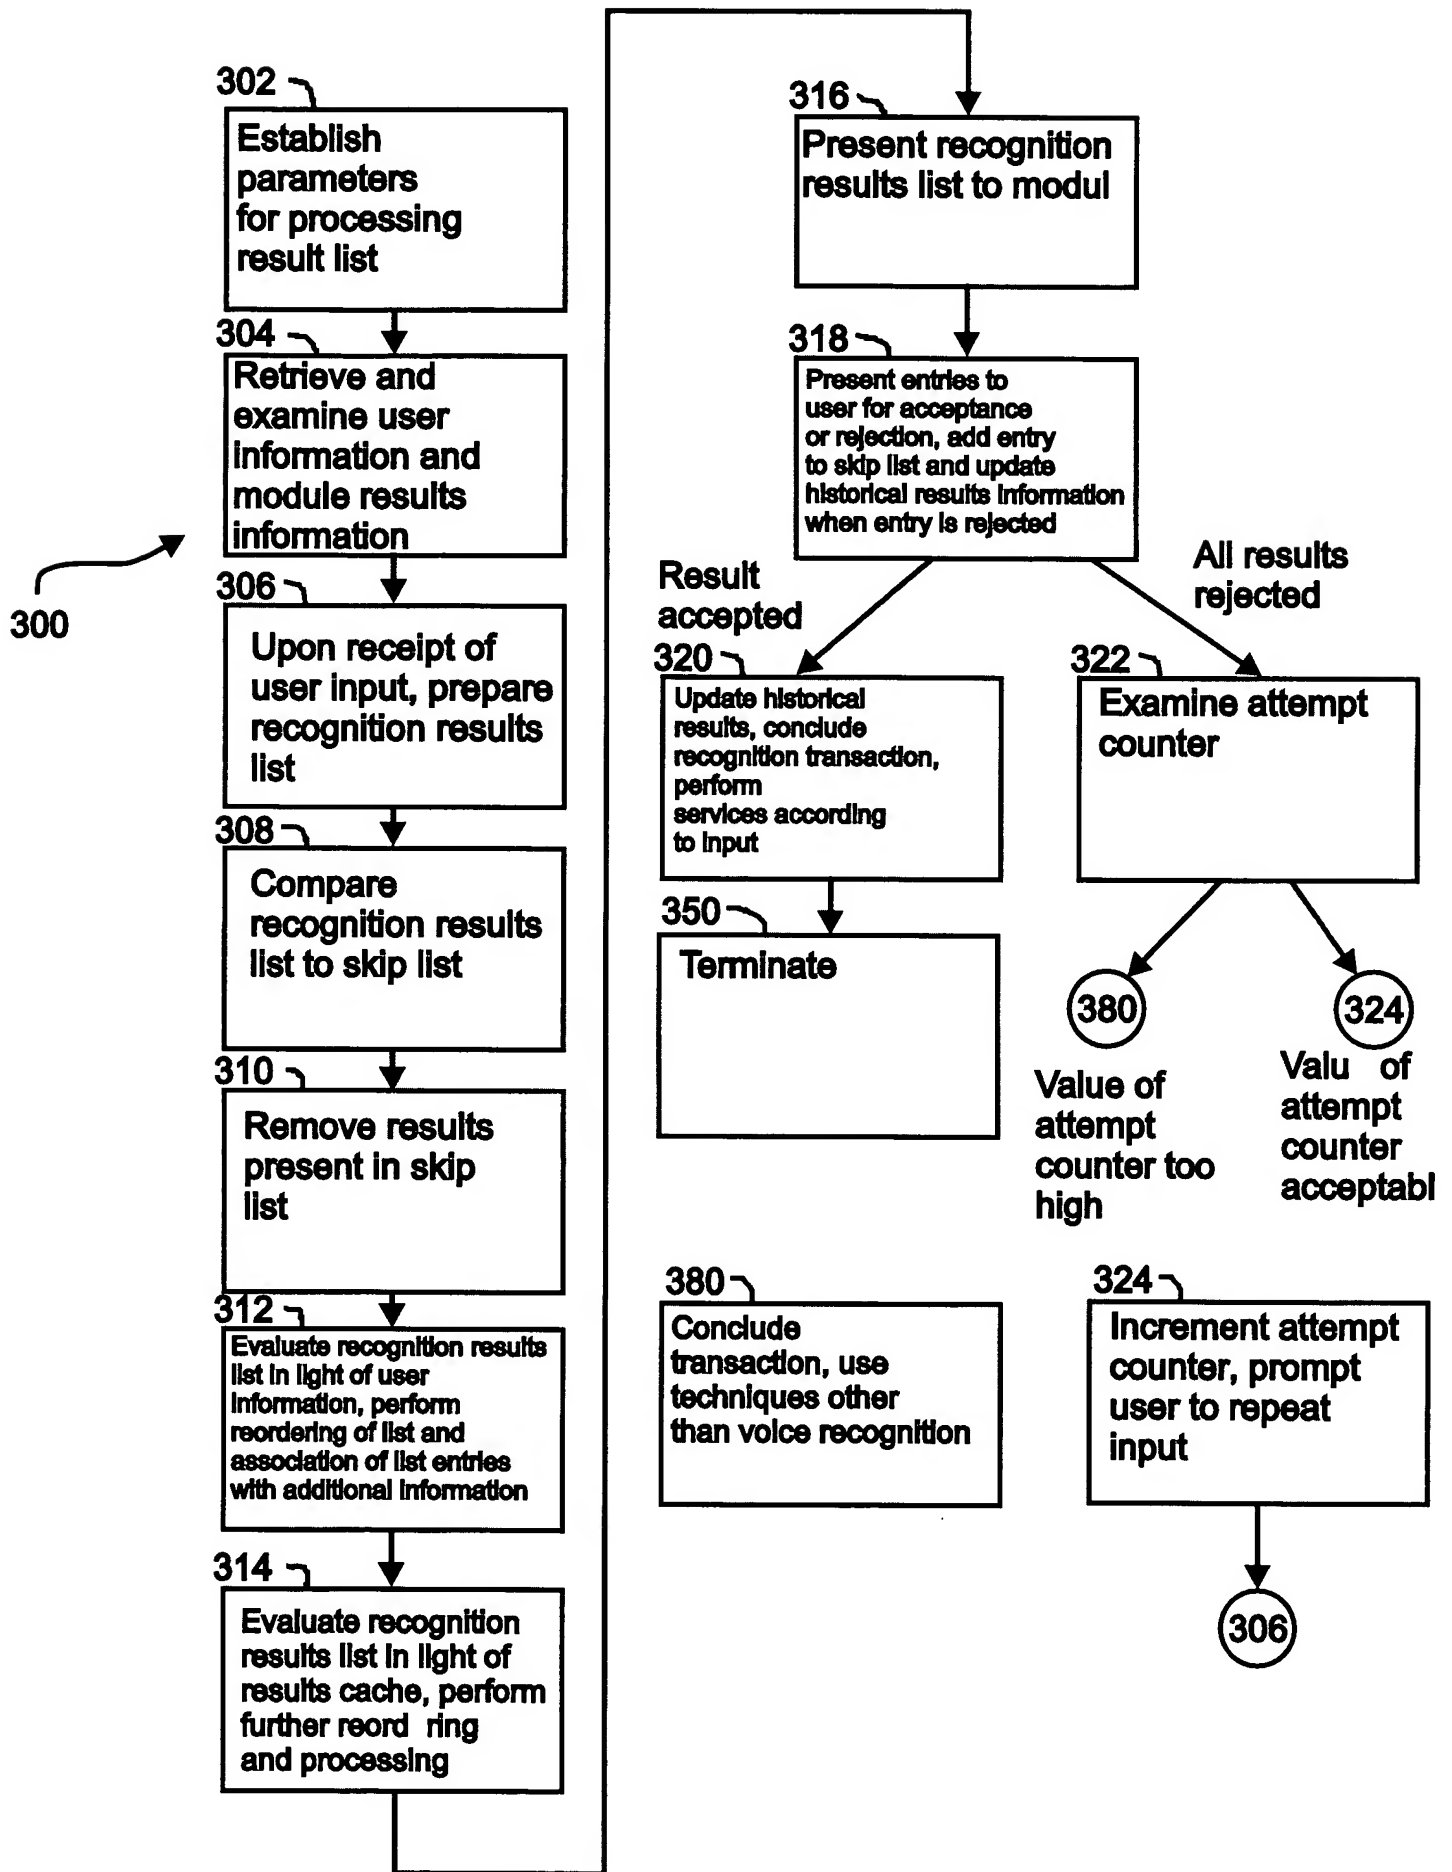 302
Establish
parameters
for processing
result list
304
Retrieve and
examine user
information and
module results
information
300
306
Upon receipt of
user input, prepare
recognition results
list
308
Compare
recognition results
list to skip list
310
Remove results
present in skip
list
312
Evaluate recognition results
list in light of user
information, perform
reordering of list and
association of list entries
with additional information
314
Evaluate recognition
results list in light of
results cache, perform
further reord ring
and processing
316
Present recognition
results list to modul
318
Present entries to
user for acceptance
or rejection, add entry
to skip list and update
historical results information
when entry is rejected
Result
accepted
All results
rejected
320
Update historical
results, conclude
recognition transaction,
perform
services according
to input
322
Examine attempt
counter
350
Terminate
380
Value of
attempt
counter too
high
324
Valu of
attempt
counter
acceptabl
380
Conclude
transaction, use
techniques other
than voice recognition
324
Increment attempt
counter, prompt
user to repeat
input
306